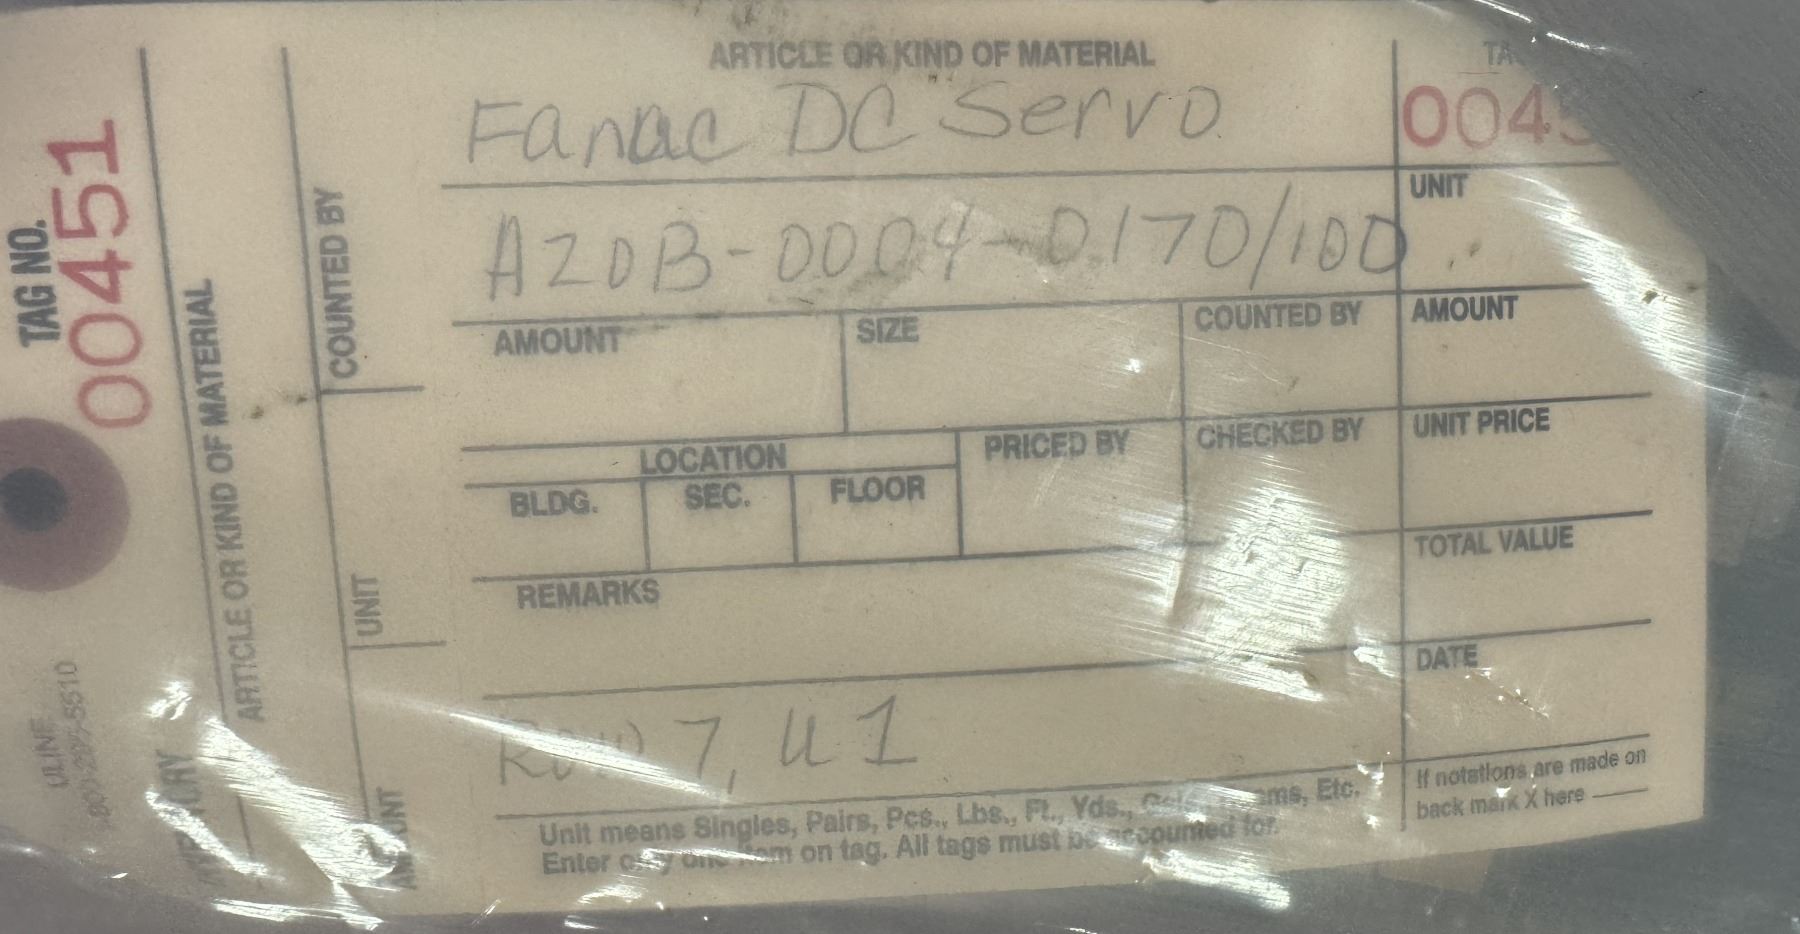 TAG NO.
00451
ARTICLE OR KIND OF MATERIAL
COUNTED BY
UNIT
ARTICLE OR KIND OF MATERIAL
Fanuc DC Servo
A20B-0004-0170/100
UNIT
AMOUNT
SIZE
COUNTED BY
AMOUNT
LOCATION
PRICED BY
CHECKED BY
UNIT PRICE
BLDG.
SEC.
FLOOR
TOTAL VALUE
REMARKS
DATE
Row 7, U1
Unit means Singles, Pairs, Pcs., Lbs., Ft., Yds., Etc.
Enter on tag. All tags must be accounted for.
If notations are made on
back mark X here
ULINE